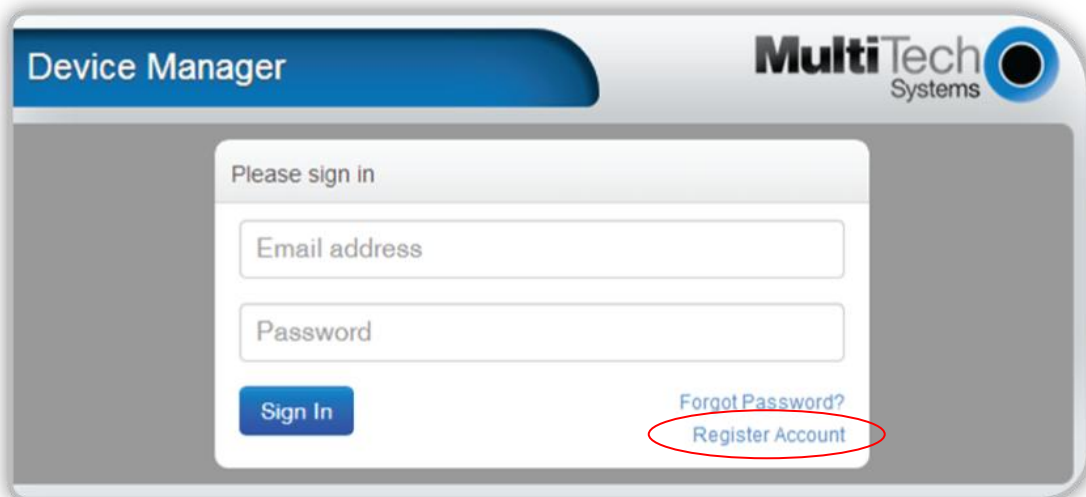 Device Manager
MultiTech
Systems
Please sign in
Email address
Password
Sign In
Forgot Password?
Register Account